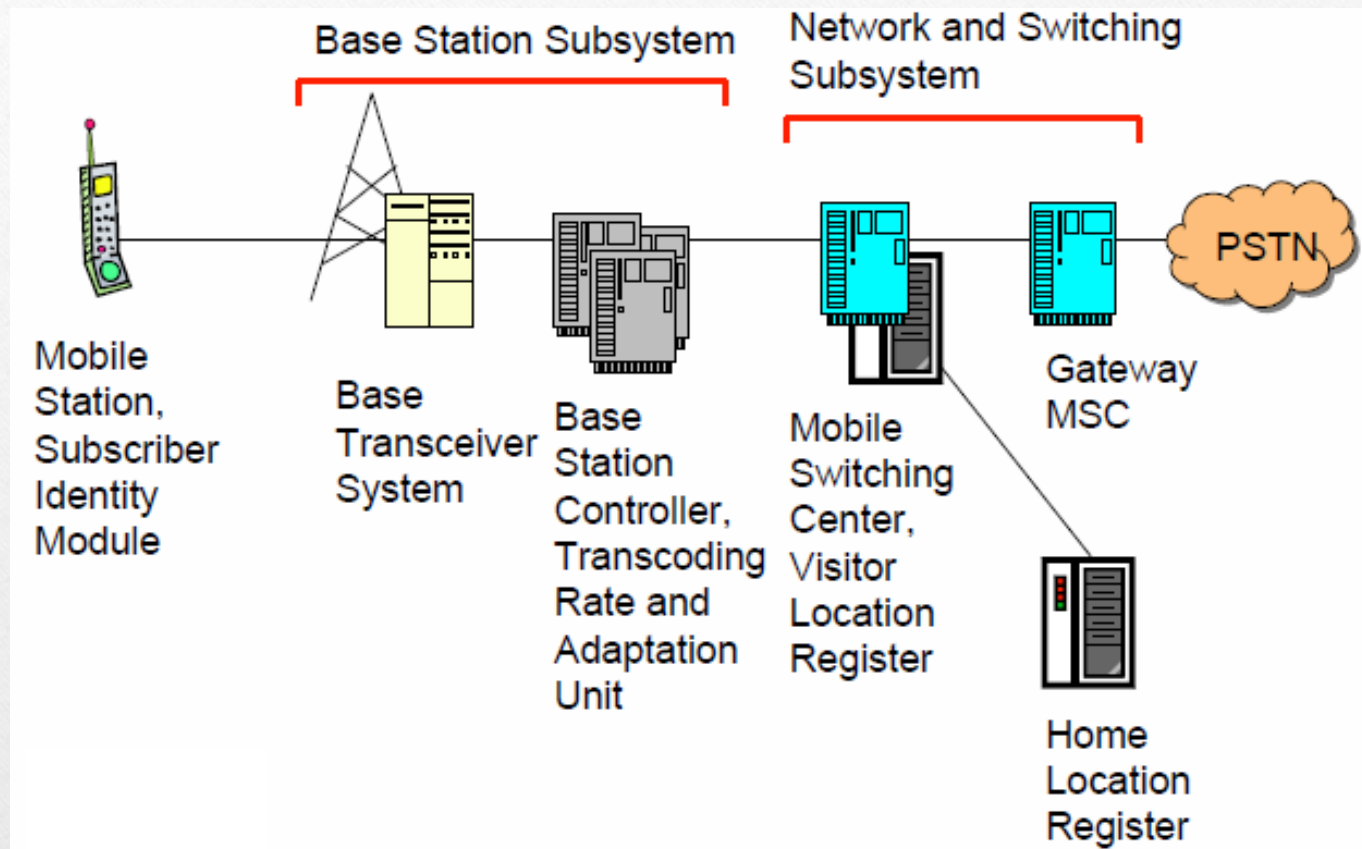 Base Station Subsystem
Network and Switching
Subsystem
PSTN
Mobile
Station,
Subscriber
Identity
Module
Base
Transceiver
System
Base
Station
Controller,
Transcoding
Rate and
Adaptation
Unit
Mobile
Switching
Center,
Visitor
Location
Register
Gateway
MSC
Home
Location
Register